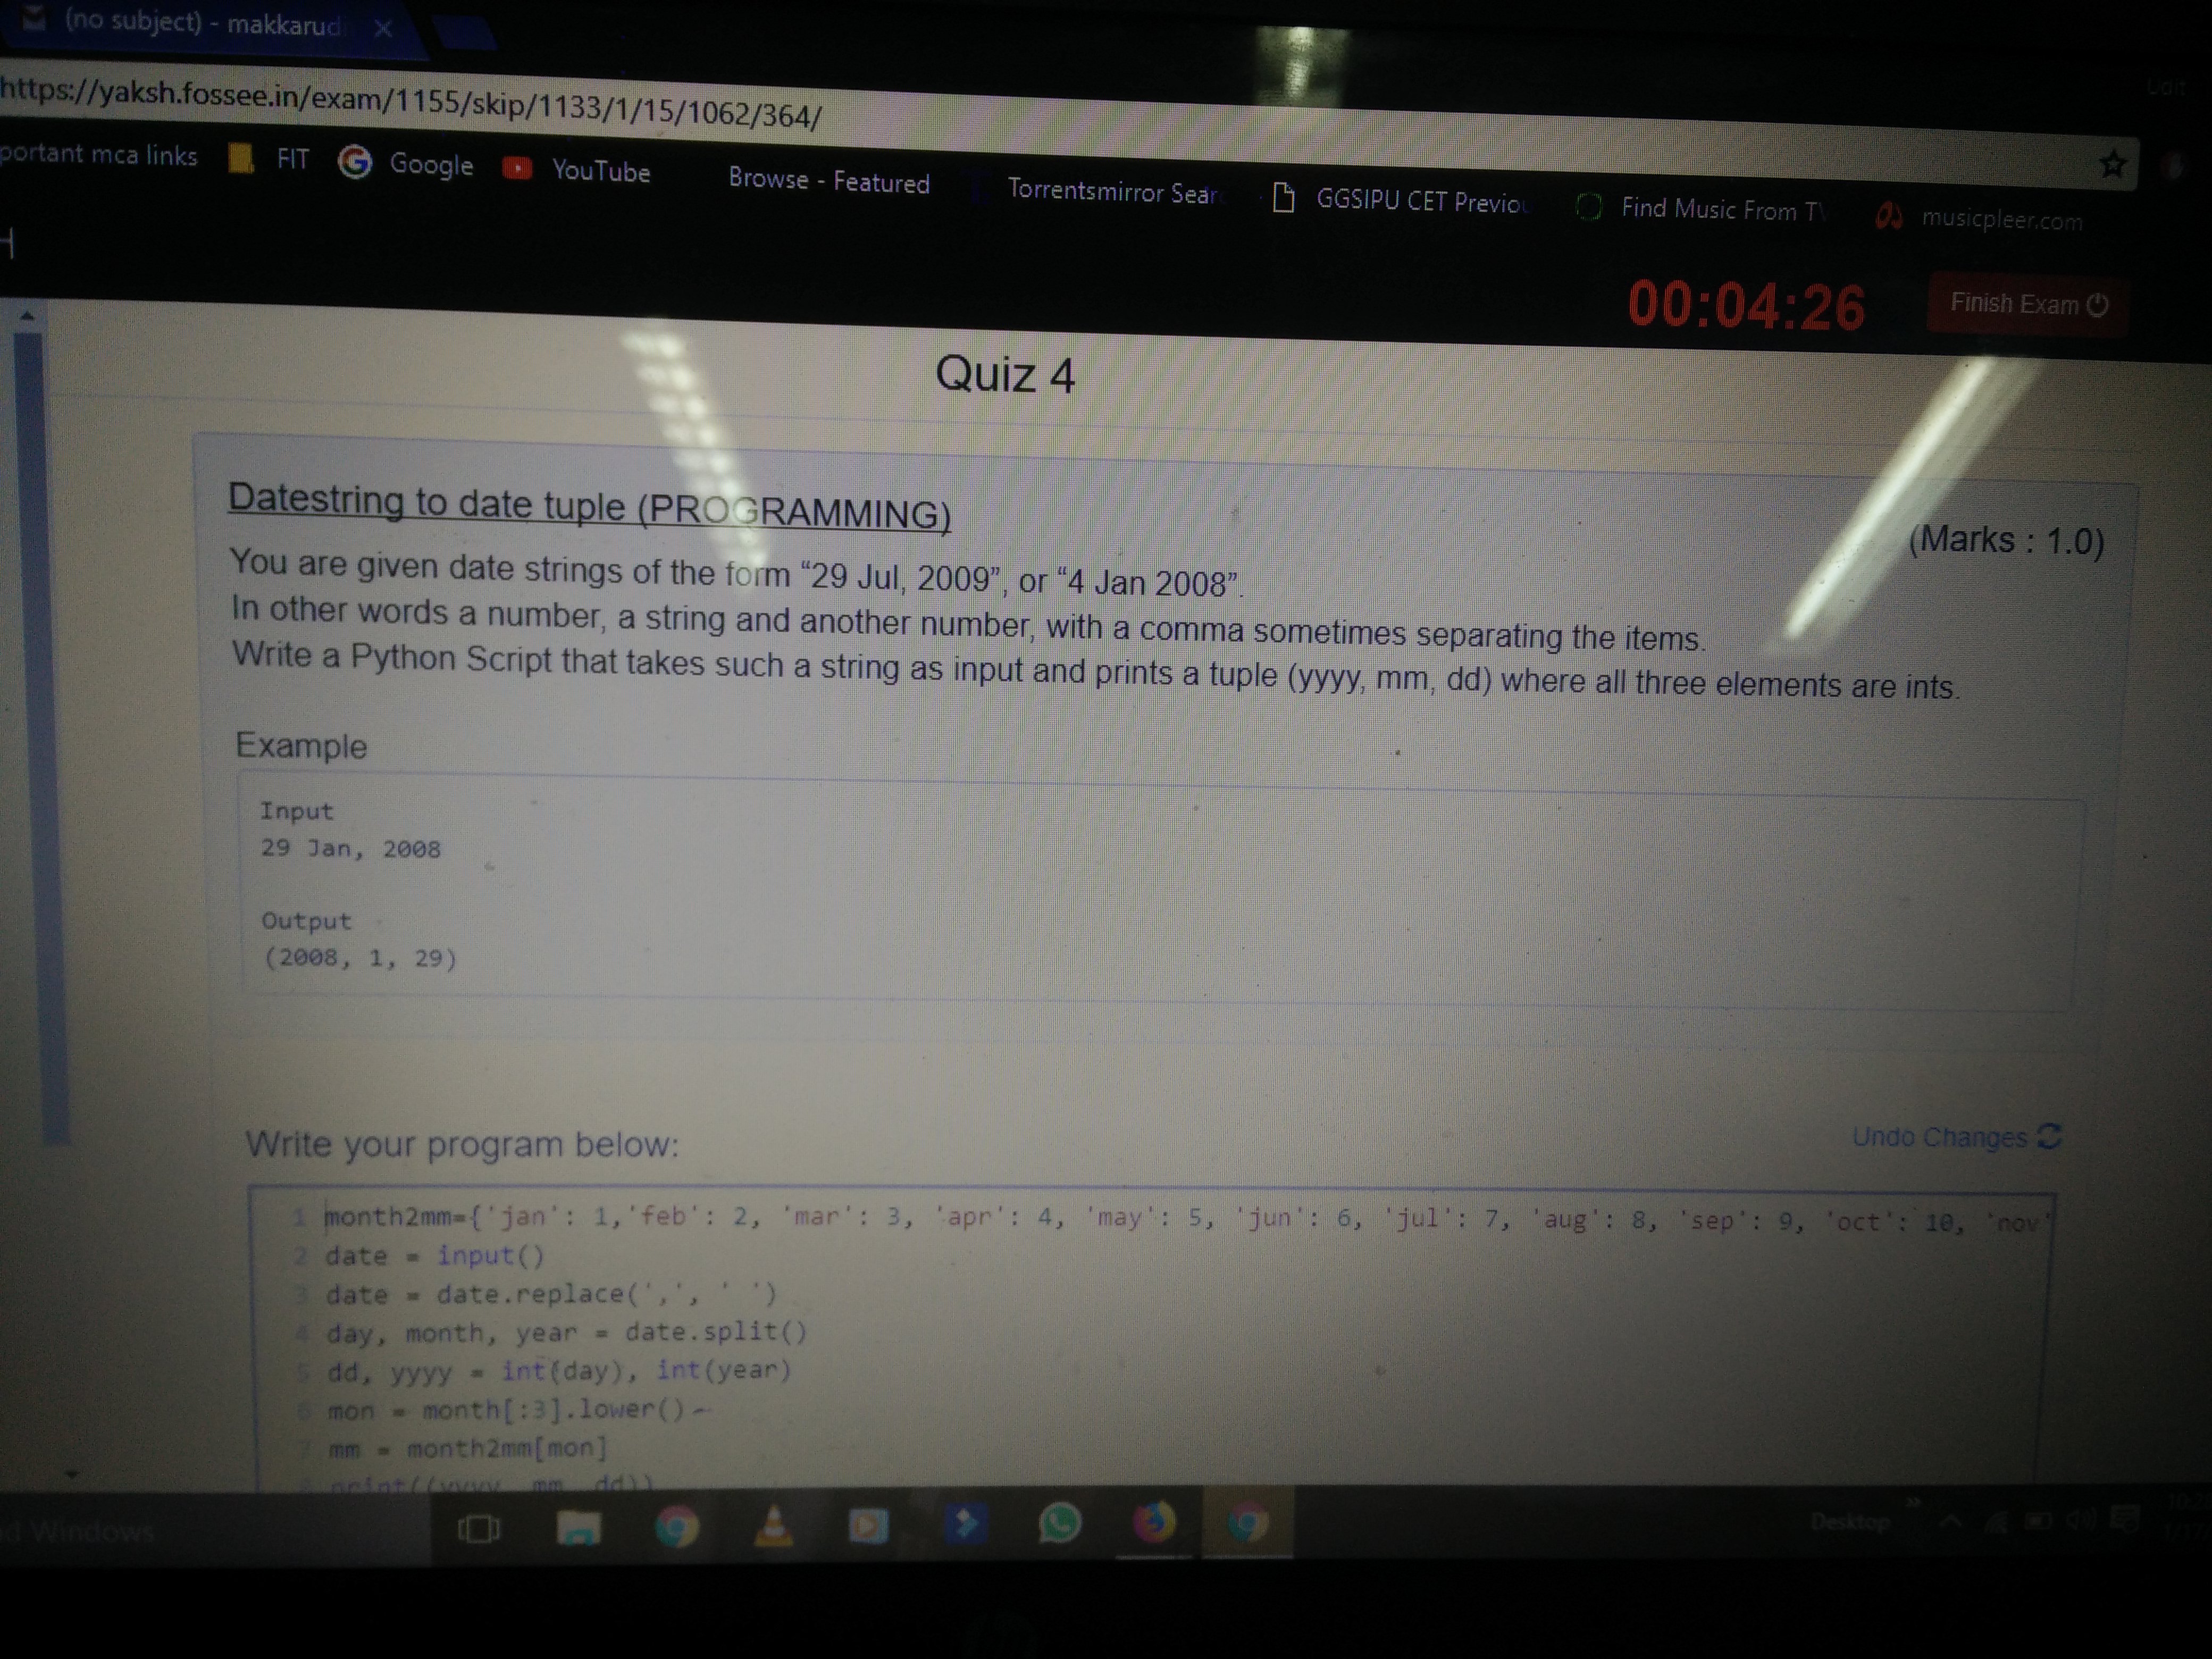 (no subject) - makkarud
https://yaksh.fossee.in/exam/1155/skip/1133/1/15/1062/364/
portant mca links FIT Google YouTube Browse - Featured Torrentsmirror Sear GGSIPU CET Previou Find Music From TV musicpleer.com
00:04:26 Finish Exam
Quiz 4
Datestring to date tuple (PROGRAMMING)
(Marks : 1.0)
You are given date strings of the form “29 Jul, 2009”, or “4 Jan 2008”.
In other words a number, a string and another number, with a comma sometimes separating the items.
Write a Python Script that takes such a string as input and prints a tuple (yyyy, mm, dd) where all three elements are ints.
Example
Input
29 Jan, 2008
Output
(2008, 1, 29)
Write your program below:
Undo Changes
1 month2mm={'jan': 1,'feb': 2, 'mar': 3, 'apr': 4, 'may': 5, 'jun': 6, 'jul': 7, 'aug': 8, 'sep': 9, 'oct': 10, 'nov'
2 date = input()
3 date = date.replace(',', ' ')
4 day, month, year = date.split()
5 dd, yyyy = int(day), int(year)
6 mon = month[:3].lower()
7 mm = month2mm[mon]
8 print((yyyy, mm, dd))
d Windows
Desktop